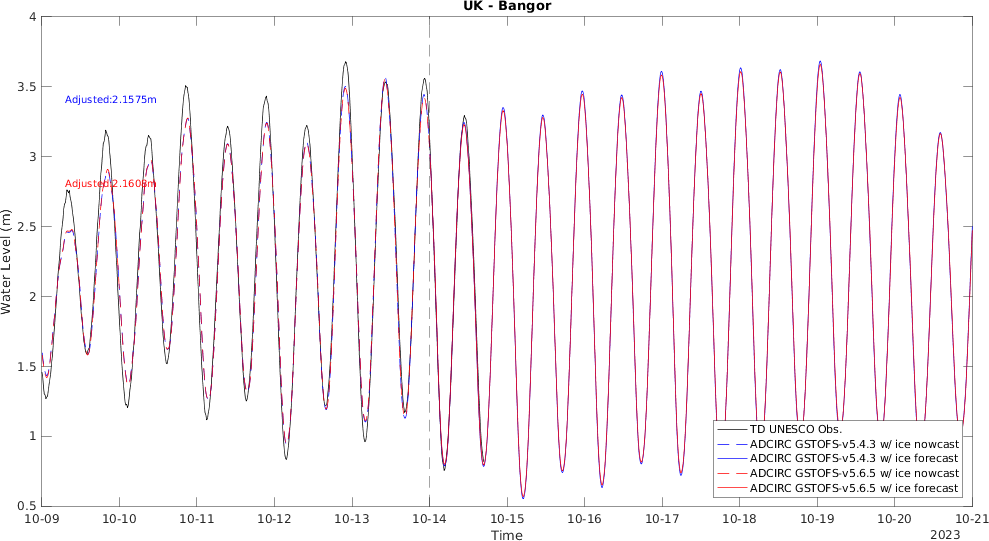 UK - Bangor
Water Level (m)
4
3.5
3
2.5
2
1.5
1
0.5
Adjusted:2.1575m
Adjusted:2.1608m
TD UNESCO Obs.
ADCIRC GSTOFS-v5.4.3 w/ ice nowcast
ADCIRC GSTOFS-v5.4.3 w/ ice forecast
ADCIRC GSTOFS-v5.6.5 w/ ice nowcast
ADCIRC GSTOFS-v5.6.5 w/ ice forecast
10-09 10-10 10-11 10-12 10-13 10-14 10-15 10-16 10-17 10-18 10-19 10-20 10-21
Time
2023